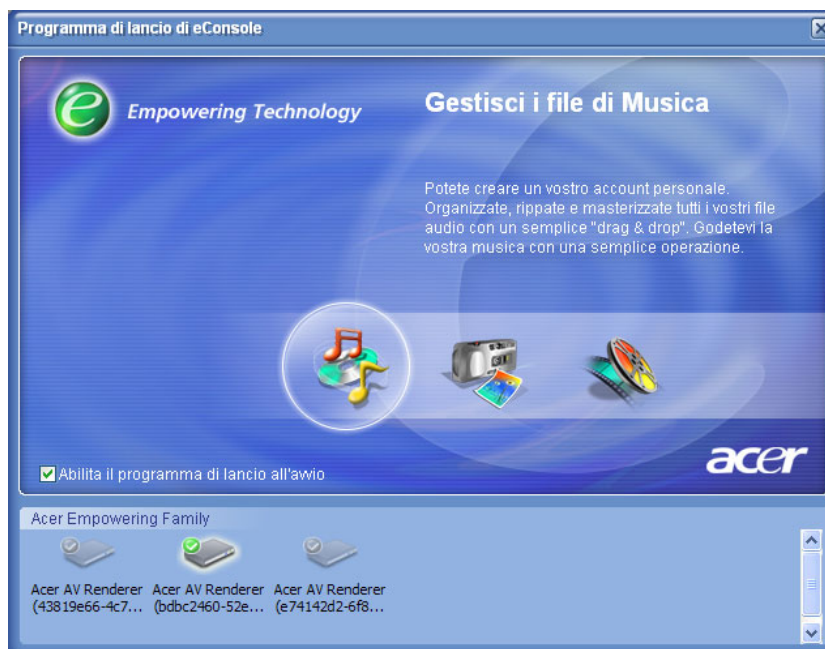 Programma di lancio di eConsole
e Empowering Technology
Gestisci i file di Musica
Potete creare un vostro account personale.
Organizzate, rippate e masterizzate tutti i vostri file
audio con un semplice "drag & drop". Godetevi la
vostra musica con una semplice operazione.
acer
Abilita il programma di lancio all'avvio
Acer Empowering Family
Acer AV Renderer
(43819e66-4c7...
Acer AV Renderer
(bdbc2460-52e...
Acer AV Renderer
(e74142d2-6f8...